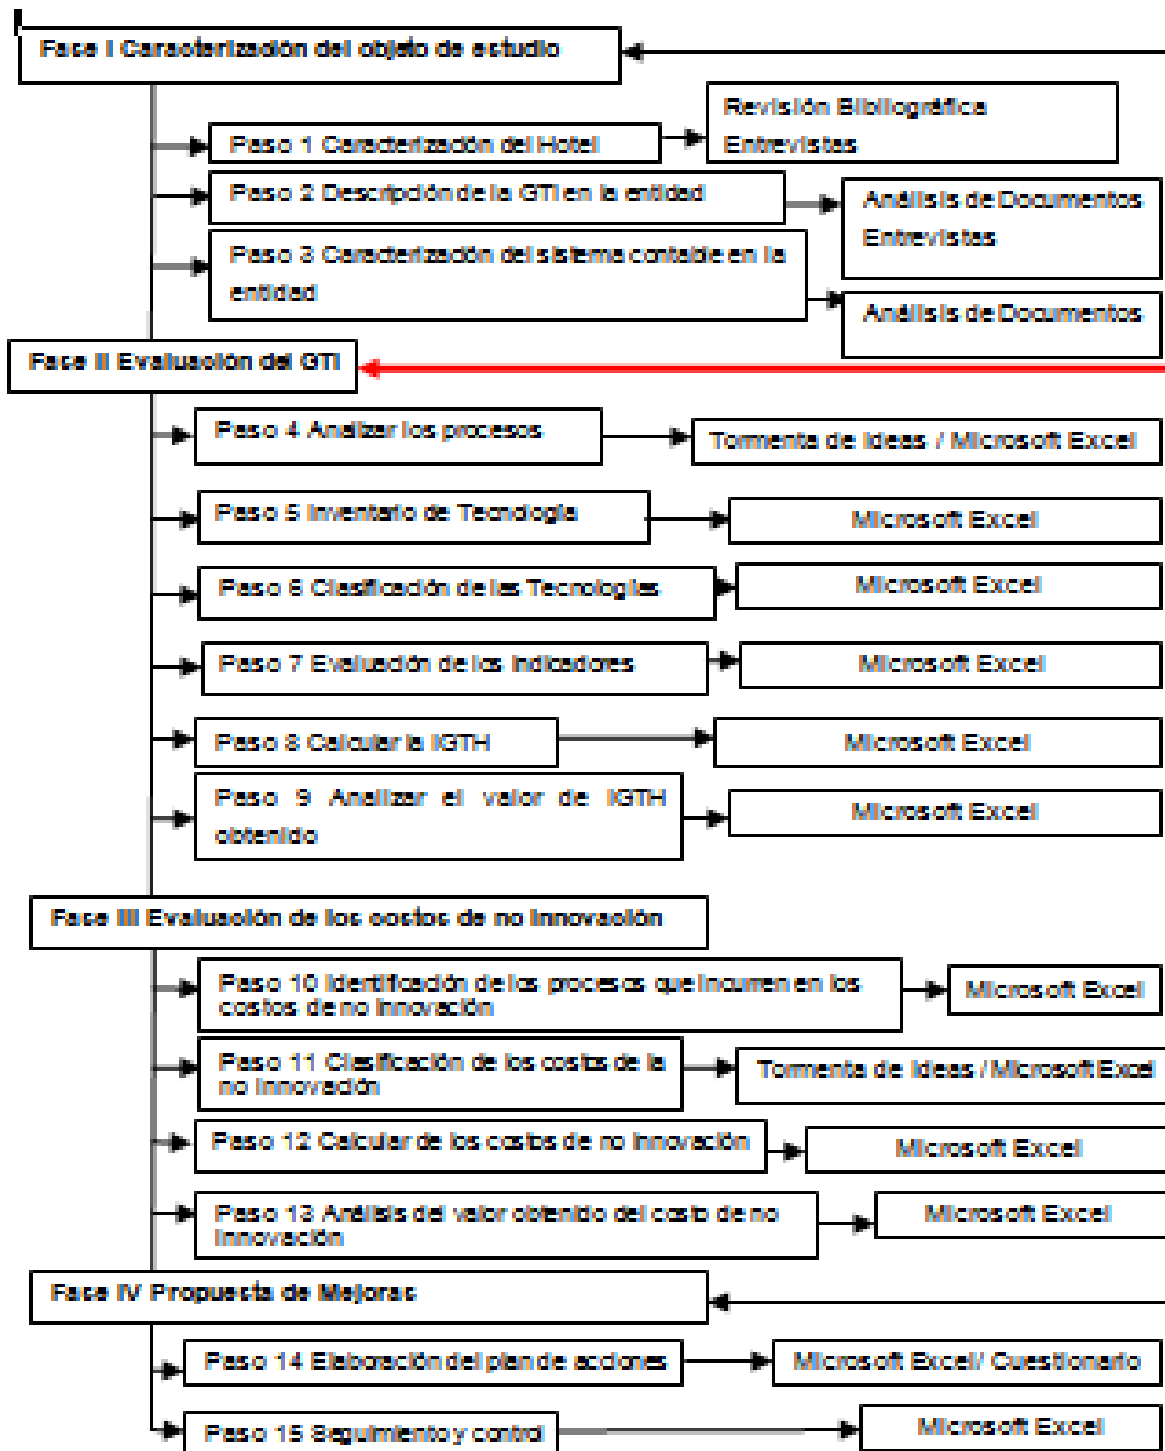 Fase I Caracterización del objeto de estudio
Paso 1 Caracterización del Hotel
Revisión Bibliográfica
Entrevistas
Paso 2 Descripción de la GTI en la entidad
Análisis de Documentos
Entrevistas
Paso 3 Caracterización del sistema contable en la
entidad
Análisis de Documentos
Fase II Evaluación del GTI
Paso 4 Analizar los procesos
Tormenta de Ideas / Microsoft Excel
Paso 5 Inventario de Tecnología
Microsoft Excel
Paso 6 Clasificación de las Tecnologías
Microsoft Excel
Paso 7 Evaluación de los Indicadores
Microsoft Excel
Paso 8 Calcular la IGTH
Microsoft Excel
Paso 9 Analizar el valor de IGTH
obtenido
Microsoft Excel
Fase III Evaluación de los costos de no Innovación
Paso 10 Identificación de los procesos que incurren en los
costos de no Innovación
Microsoft Excel
Paso 11 Clasificación de los costos de la
no Innovación
Tormenta de Ideas / Microsoft Excel
Paso 12 Calcular de los costos de no Innovación
Microsoft Excel
Paso 13 Análisis del valor obtenido del costo de no
Innovación
Microsoft Excel
Fase IV Propuesta de Mejoras
Paso 14 Elaboración del plan de acciones
Microsoft Excel/ Cuestionario
Paso 15 Seguimiento y control
Microsoft Excel